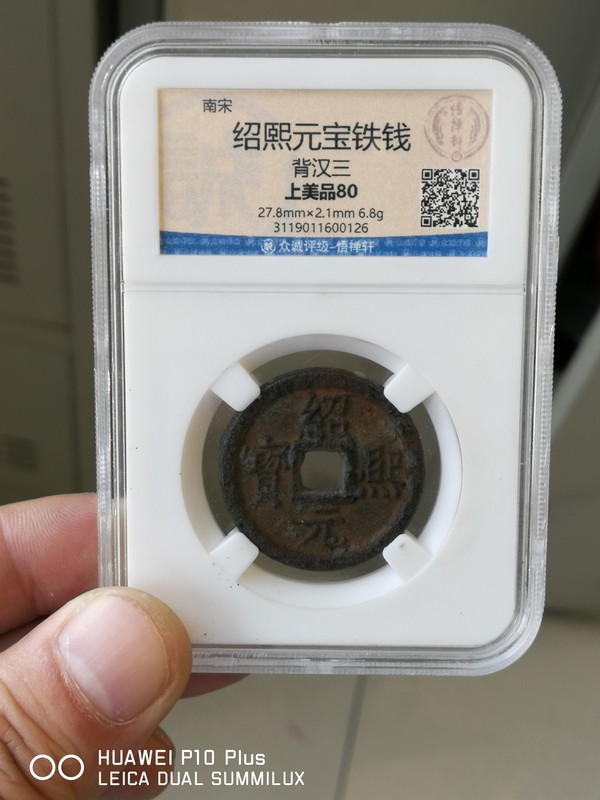 南宋
绍熙元宝铁钱
背汉三
上美品80
27.8mm×2.1mm 6.8g
3119011600126
众诚评级-悟禅轩
紹
寶 熙
元
HUAWEI P10 Plus
LEICA DUAL SUMMILUX